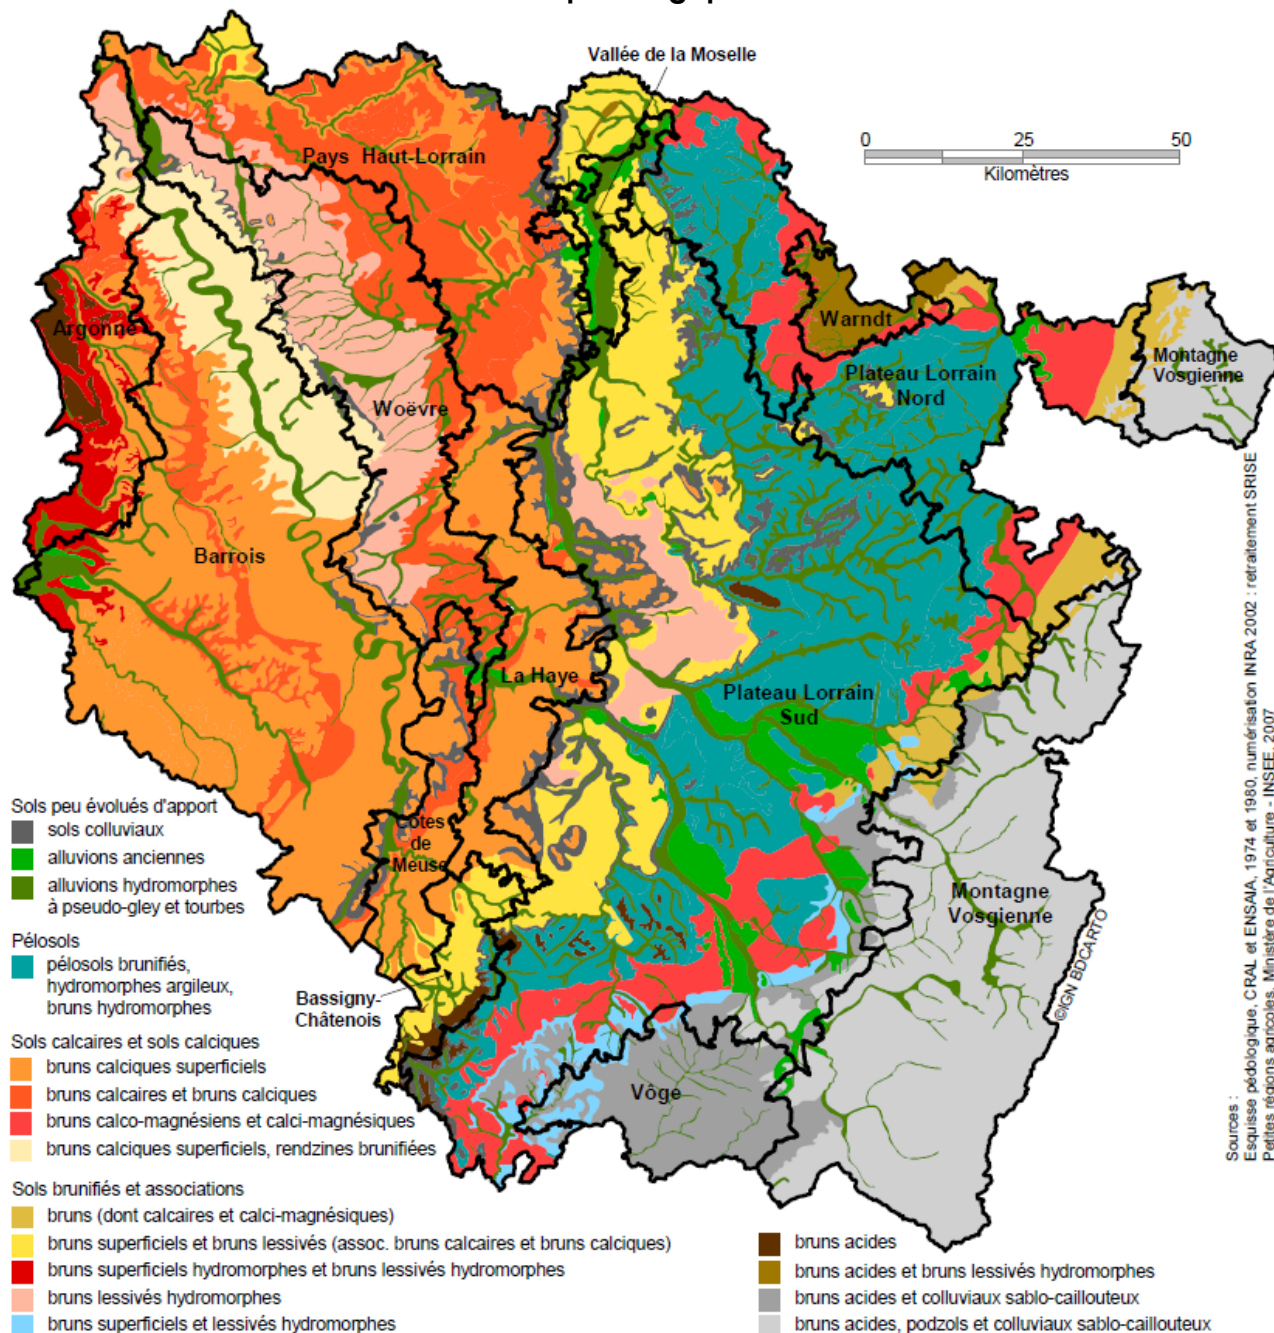 Vallée de la Moselle
0 25 50
Kilomètres
Pays Haut-Lorrain
Argonne
Warndt
Montagne
Vosgienne
Plateau Lorrain
Nord
Woëvre
Barrois
La Haye
Plateau Lorrain
Sud
Côtes
de
Meuse
Montagne
Vosgienne
Bassigny-
Châtenois
Vôge
©IGN BDCARTO
Sources :
Esquisse pédologique, CRAL et ENSAIA, 1974 et 1980, numérisation INRA 2002 : retraitement SRISE
Petites régions agricoles. Ministère de l'Agriculture - INSEE, 2007
Sols peu évolués d'apport
sols colluviaux
alluvions anciennes
alluvions hydromorphes
à pseudo-gley et tourbes
Pélosols
pélosols brunifiés,
hydromorphes argileux,
bruns hydromorphes
Sols calcaires et sols calciques
bruns calciques superficiels
bruns calcaires et bruns calciques
bruns calco-magnésiens et calci-magnésiques
bruns calciques superficiels, rendzines brunifiées
Sols brunifiés et associations
bruns (dont calcaires et calci-magnésiques)
bruns superficiels et bruns lessivés (assoc. bruns calcaires et bruns calciques)
bruns superficiels hydromorphes et bruns lessivés hydromorphes
bruns lessivés hydromorphes
bruns superficiels et lessivés hydromorphes
bruns acides
bruns acides et bruns lessivés hydromorphes
bruns acides et colluviaux sablo-caillouteux
bruns acides, podzols et colluviaux sablo-caillouteux